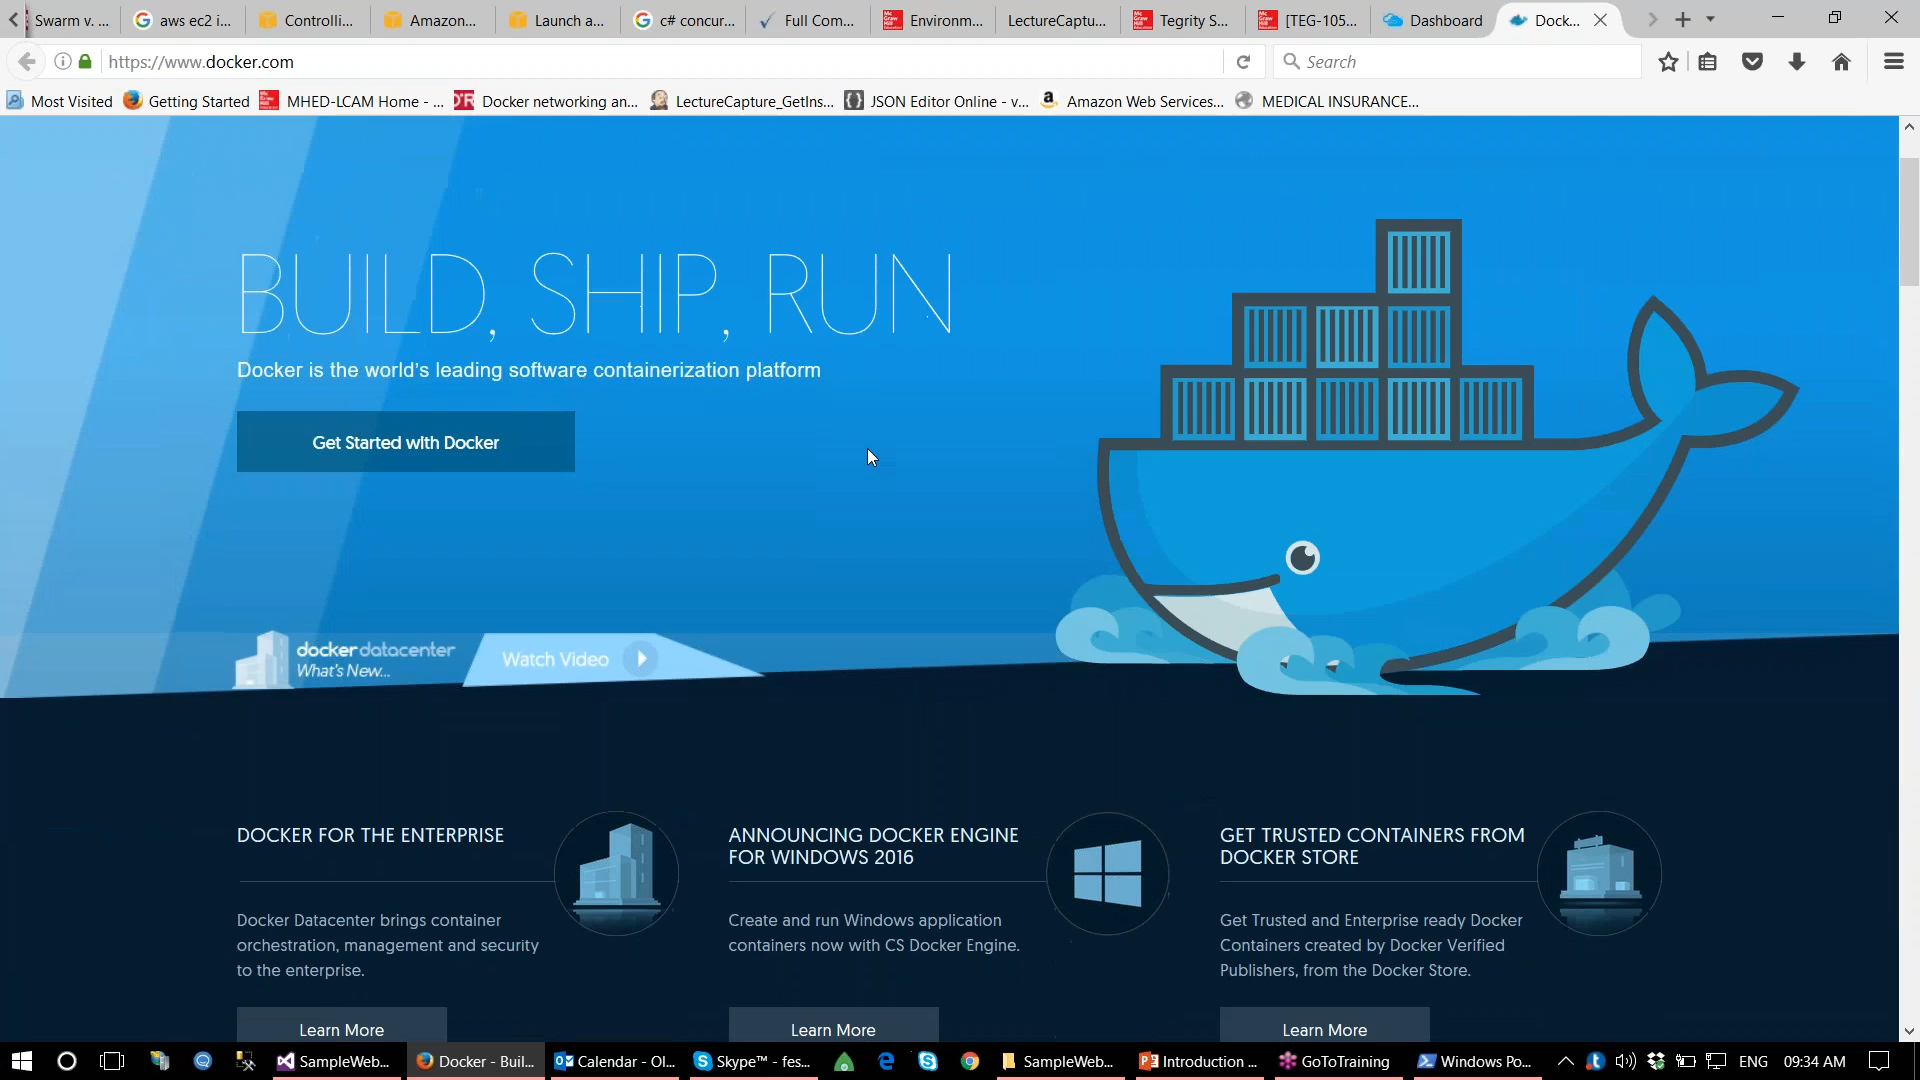 Swarm v. ...
aws ec2 i...
Controlli...
Amazon...
Launch a...
c# concur...
Full Com...
Environm...
LectureCaptu...
Tegrity S...
[TEG-105...
Dashboard
Dock...
https://www.docker.com
Search
Most Visited
Getting Started
MHED-LCAM Home - ...
Docker networking an...
LectureCapture_GetIns...
JSON Editor Online - v...
Amazon Web Services...
MEDICAL INSURANCE...
BUILD, SHIP, RUN
Docker is the world's leading software containerization platform
Get Started with Docker
docker datacenter
What's New...
Watch Video
DOCKER FOR THE ENTERPRISE
Docker Datacenter brings container
orchestration, management and security
to the enterprise.
Learn More
ANNOUNCING DOCKER ENGINE
FOR WINDOWS 2016
Create and run Windows application
containers now with CS Docker Engine.
Learn More
GET TRUSTED CONTAINERS FROM
DOCKER STORE
Get Trusted and Enterprise ready Docker
Containers created by Docker Verified
Publishers, from the Docker Store.
Learn More
SampleWeb...
Docker - Buil...
Calendar - Ol...
Skype™ - fes...
SampleWeb...
Introduction ...
GoToTraining
Windows Po...
ENG
09:34 AM